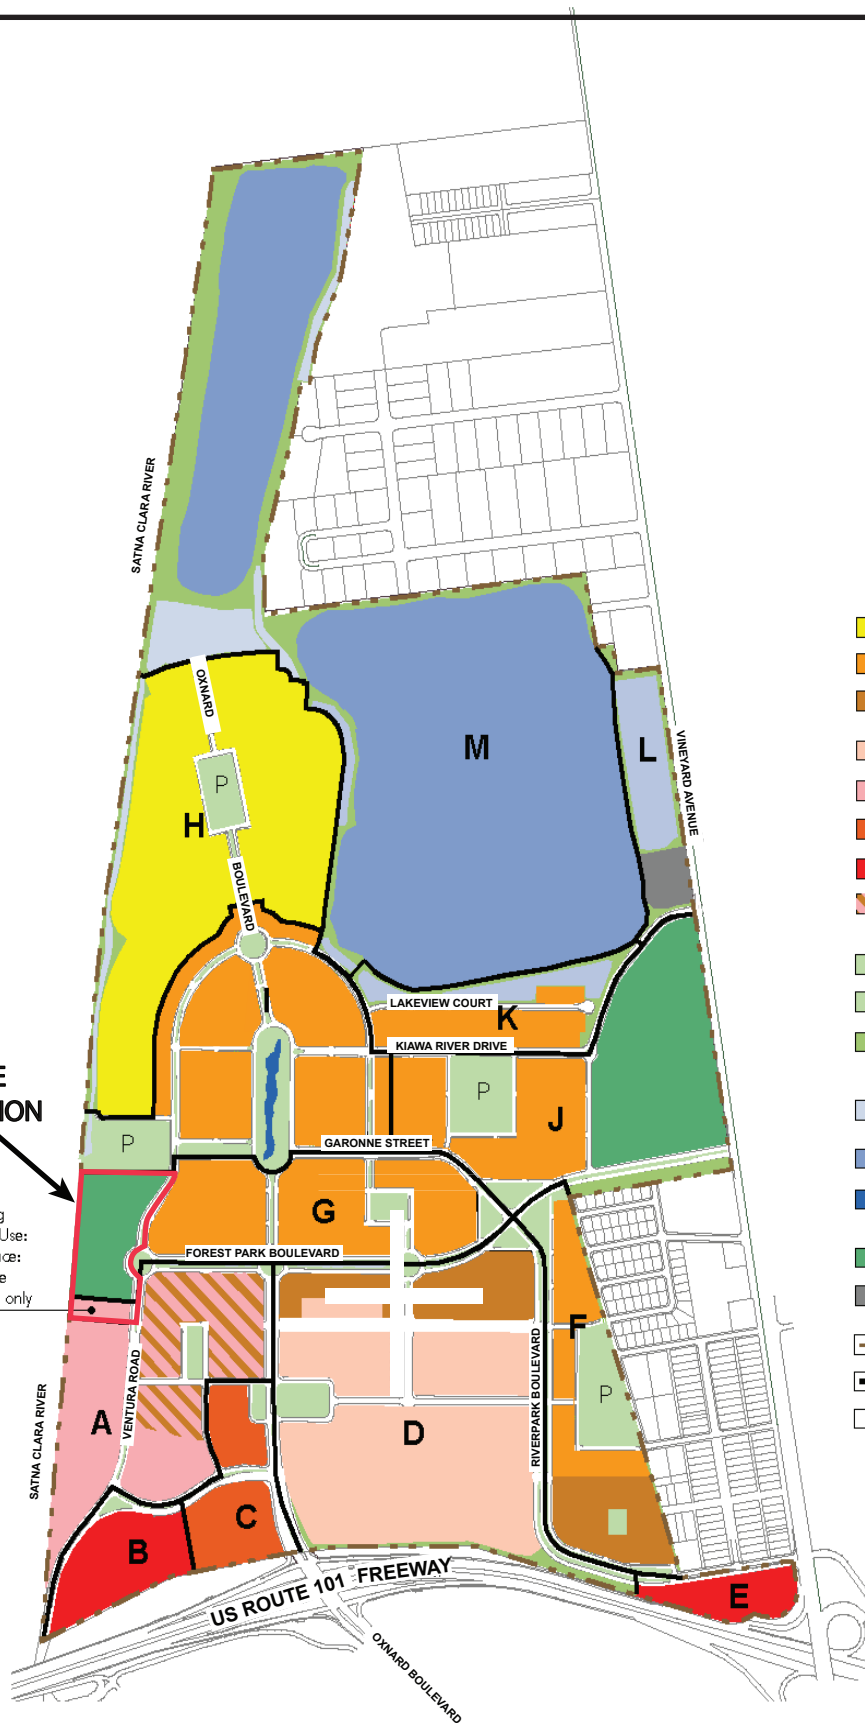 SATNA CLARA RIVER
OXNARD
P
H
BOULEVARD
M
L
VINEYARD AVENUE
I
LAKEVIEW COURT
K
KIAWA RIVER DRIVE
P
J
E
ION
P
GARONNE STREET
G
g
Use:
ce:
e
only
FOREST PARK BOULEVARD
F
P
RIVERPARK BOULEVARD
VENTURA ROAD
A
D
SATNA CLARA RIVER
C
B
E
US ROUTE 101 FREEWAY
OXNARD BOULEVARD